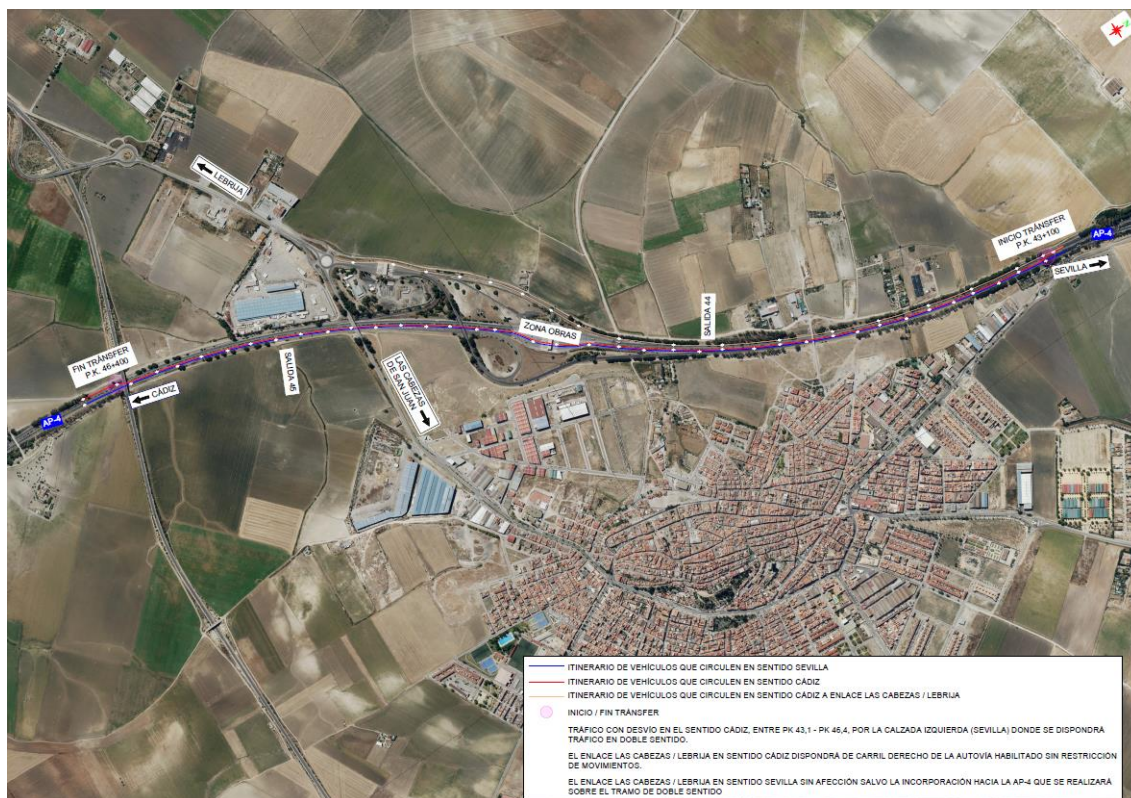 LEBRIJA
INICIO TRÁNSFER
P.K. 43+100
AP-4
SEVILLA
SALIDA 44
ZONA OBRAS
FIN TRÁNSFER
P.K. 46+400
SALIDA 45
LAS CABEZAS
DE SAN JUAN
CÁDIZ
AP-4
ITINERARIO DE VEHÍCULOS QUE CIRCULEN EN SENTIDO SEVILLA
ITINERARIO DE VEHÍCULOS QUE CIRCULEN EN SENTIDO CÁDIZ
ITINERARIO DE VEHÍCULOS QUE CIRCULEN EN SENTIDO CÁDIZ A ENLACE LAS CABEZAS / LEBRIJA
INICIO / FIN TRÁNSFER
TRÁFICO CON DESVÍO EN EL SENTIDO CÁDIZ, ENTRE PK 43,1 - PK 46,4, POR LA CALZADA IZQUIERDA (SEVILLA) DONDE SE DISPONDRÁ
TRÁFICO EN DOBLE SENTIDO.
EL ENLACE LAS CABEZAS / LEBRIJA EN SENTIDO CÁDIZ DISPONDRÁ DE CARRIL DERECHO DE LA AUTOVÍA HABILITADO SIN RESTRICCIÓN
DE MOVIMIENTOS.
EL ENLACE LAS CABEZAS / LEBRIJA EN SENTIDO SEVILLA SIN AFECCIÓN SALVO LA INCORPORACIÓN HACIA LA AP-4 QUE SE REALIZARÁ
SOBRE EL TRAMO DE DOBLE SENTIDO